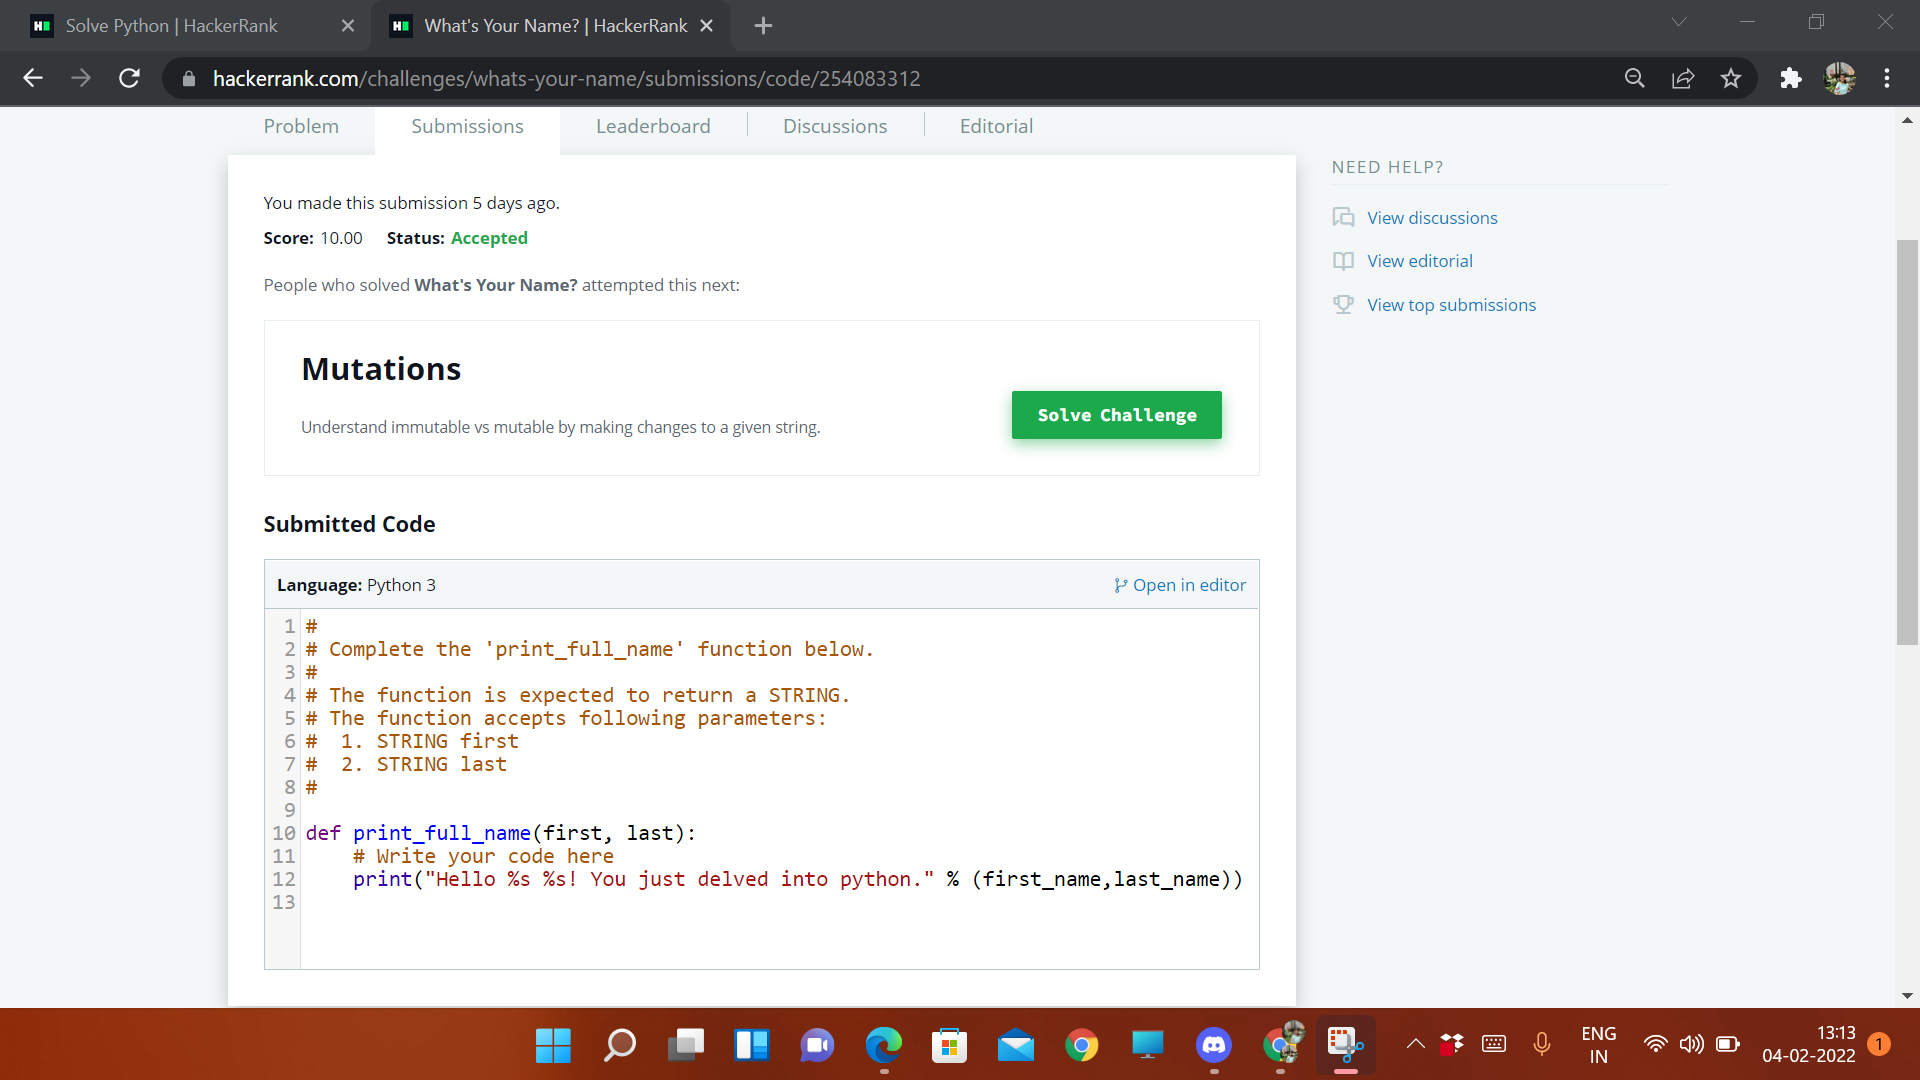 Solve Python | HackerRank
What's Your Name? | HackerRank
hackerrank.com/challenges/whats-your-name/submissions/code/254083312
Problem
Submissions
Leaderboard
Discussions
Editorial
NEED HELP?
View discussions
View editorial
View top submissions
You made this submission 5 days ago.
Score: 10.00 Status: Accepted
People who solved What's Your Name? attempted this next:
Mutations
Understand immutable vs mutable by making changes to a given string.
Solve Challenge
Submitted Code
Language: Python 3
Open in editor
1 #
2 # Complete the 'print_full_name' function below.
3 #
4 # The function is expected to return a STRING.
5 # The function accepts following parameters:
6 #  1. STRING first
7 #  2. STRING last
8 #
9
10 def print_full_name(first, last):
11     # Write your code here
12     print("Hello %s %s! You just delved into python." % (first_name,last_name))
13
ENG
IN
13:13
04-02-2022
1